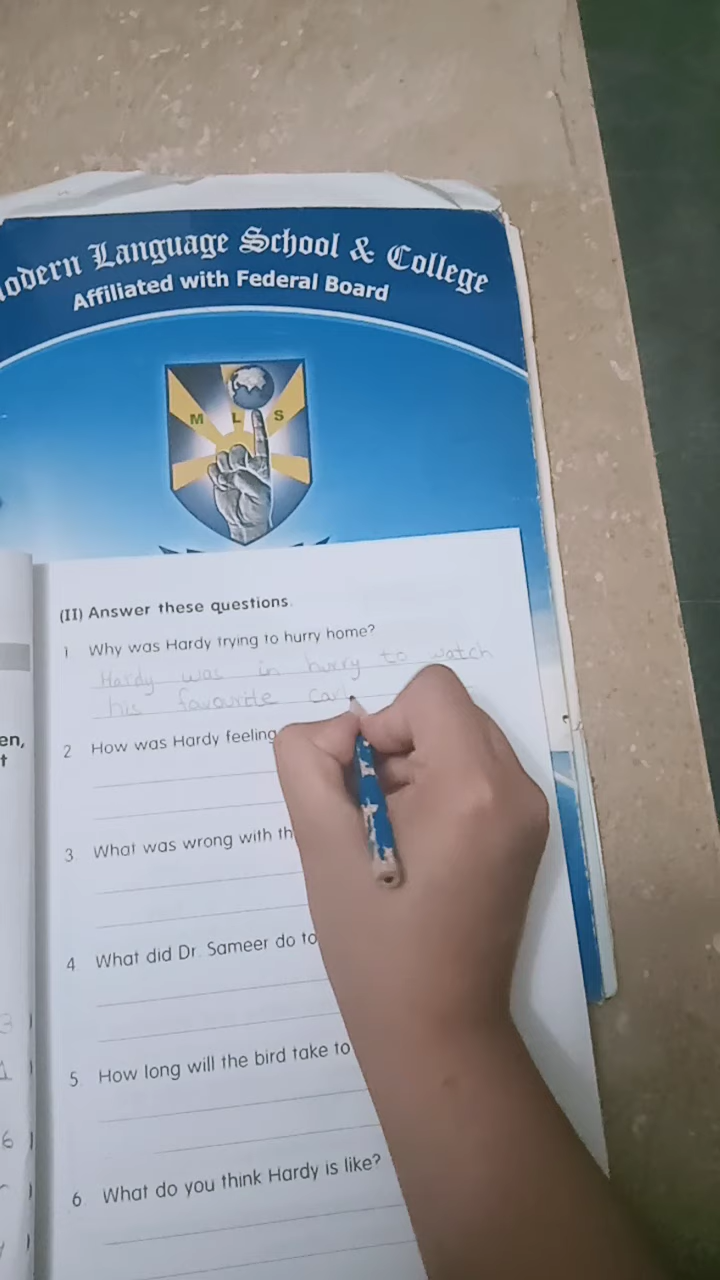 odern Language School & College
Affiliated with Federal Board
M L S
(II) Answer these questions.
1 Why was Hardy trying to hurry home?
Hardy was in hurry to watch
his favourite
2 How was Hardy feeling
3 What was wrong with th
4 What did Dr. Sameer do to
5. How long will the bird take to
6 What do you think Hardy is like?
en,
t
3 )
1 )
6 )